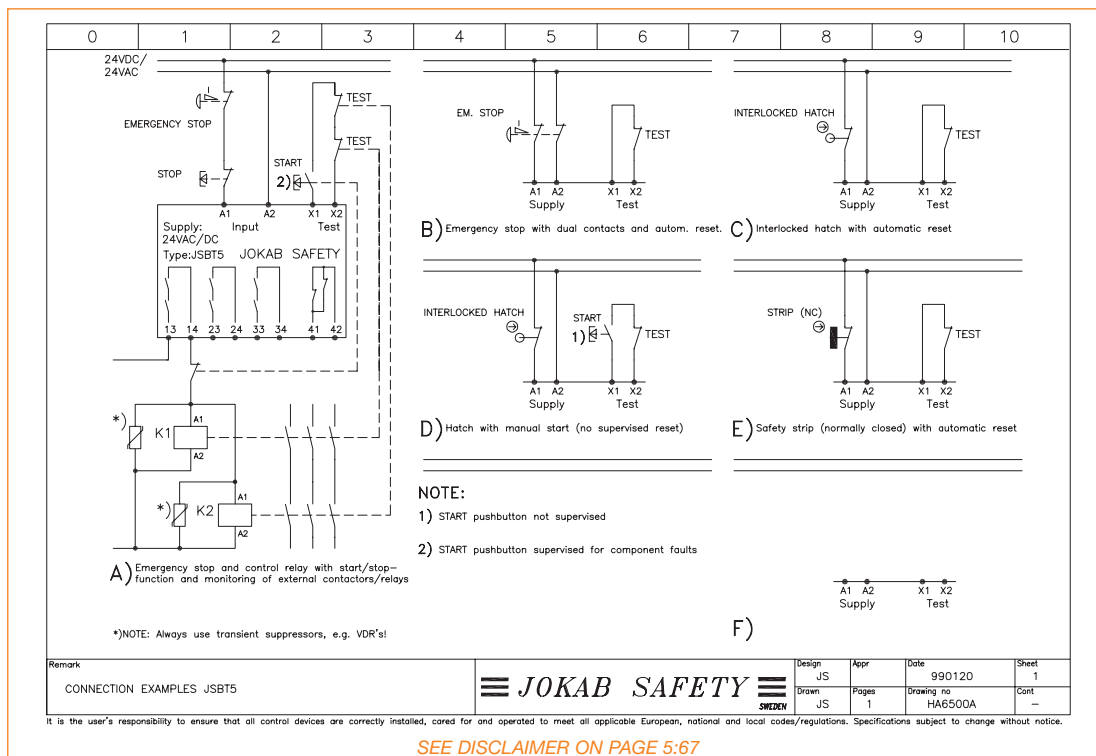 0 1 2 3 4 5 6 7 8 9 10
24VDC/
24VAC
EMERGENCY STOP
TEST
TEST
STOP
START
2)
A1 A2 X1 X2
Supply: Input Test
24VAC/DC
Type:JSBT5 JOKAB SAFETY
13 14 23 24 33 34 41 42
*)
K1
A1
A2
*)
K2
A1
A2
A) Emergency stop and control relay with start/stop-
function and monitoring of external contactors/relays
*)NOTE: Always use transient suppressors, e.g. VDR's!
EM. STOP
TEST
A1 A2 X1 X2
Supply Test
B) Emergency stop with dual contacts and autom. reset.
INTERLOCKED HATCH
TEST
A1 A2 X1 X2
Supply Test
C) Interlocked hatch with automatic reset
INTERLOCKED HATCH
START
1)
TEST
A1 A2 X1 X2
Supply Test
D) Hatch with manual start (no supervised reset)
STRIP (NC)
TEST
A1 A2 X1 X2
Supply Test
E) Safety strip (normally closed) with automatic reset
NOTE:
1) START pushbutton not supervised
2) START pushbutton supervised for component faults
A1 A2 X1 X2
Supply Test
F)
Remark
CONNECTION EXAMPLES JSBT5
JOKAB SAFETY
SWEDEN
Design Appr Date Sheet
JS 990120 1
Drawn Pages Drawing no Cont
JS 1 HA6500A –
It is the user's responsibility to ensure that all control devices are correctly installed, cared for and operated to meet all applicable European, national and local codes/regulations. Specifications subject to change without notice.
SEE DISCLAIMER ON PAGE 5:67